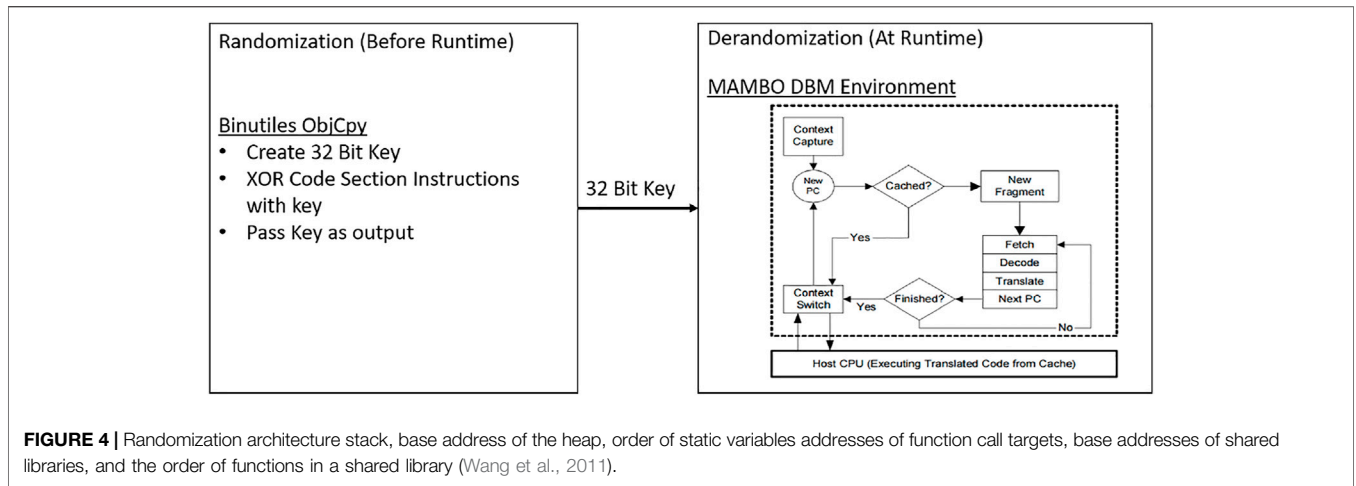 Randomization (Before Runtime)
Binutiles ObjCpy
• Create 32 Bit Key
• XOR Code Section Instructions
with key
• Pass Key as output
32 Bit Key
Derandomization (At Runtime)
MAMBO DBM Environment
Context
Capture
New
PC
Cached?
New
Fragment
Yes
Fetch
Decode
Translate
Next PC
Context
Switch
Yes
Finished?
No
Host CPU (Executing Translated Code from Cache)
FIGURE 4 | Randomization architecture stack, base address of the heap, order of static variables addresses of function call targets, base addresses of shared
libraries, and the order of functions in a shared library (Wang et al., 2011).